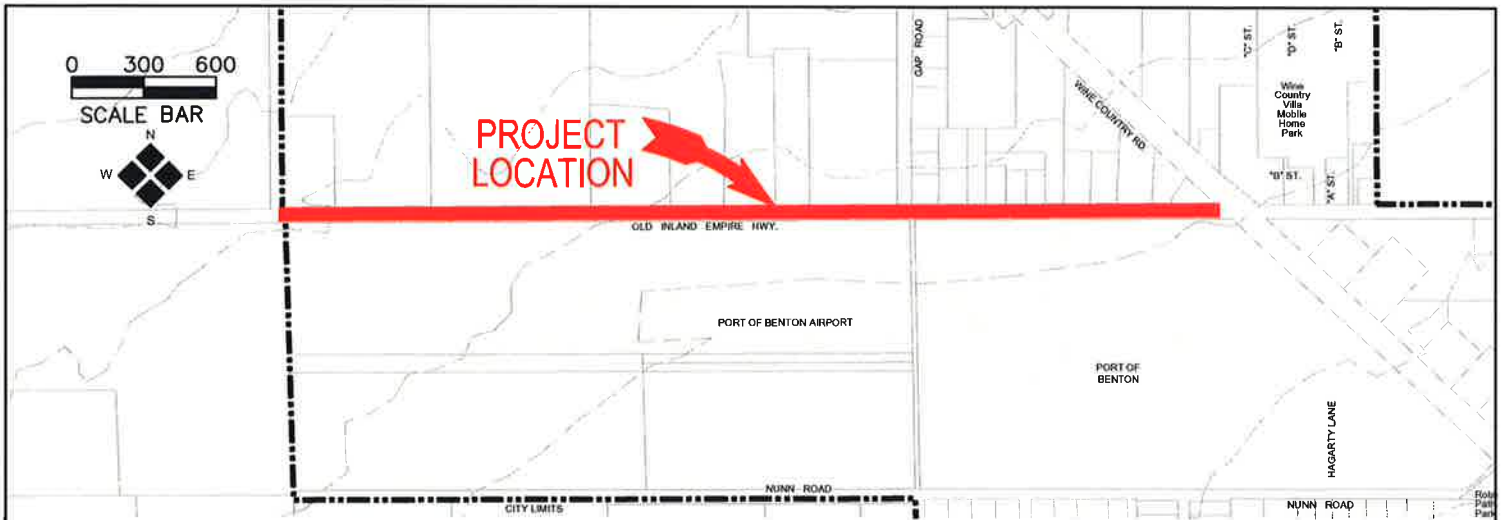 0 300 600
SCALE BAR
N
W E
S
PROJECT
LOCATION
GAP ROAD
WINE COUNTRY RD.
"C" ST.
"D" ST.
"B" ST.
Wine
Country
Villa
Mobile
Home
Park
"B" ST.
"A" ST.
OLD INLAND EMPIRE HWY.
PORT OF BENTON AIRPORT
PORT OF
BENTON
HAGARTY LANE
NUNN ROAD
CITY LIMITS
NUNN ROAD
Park